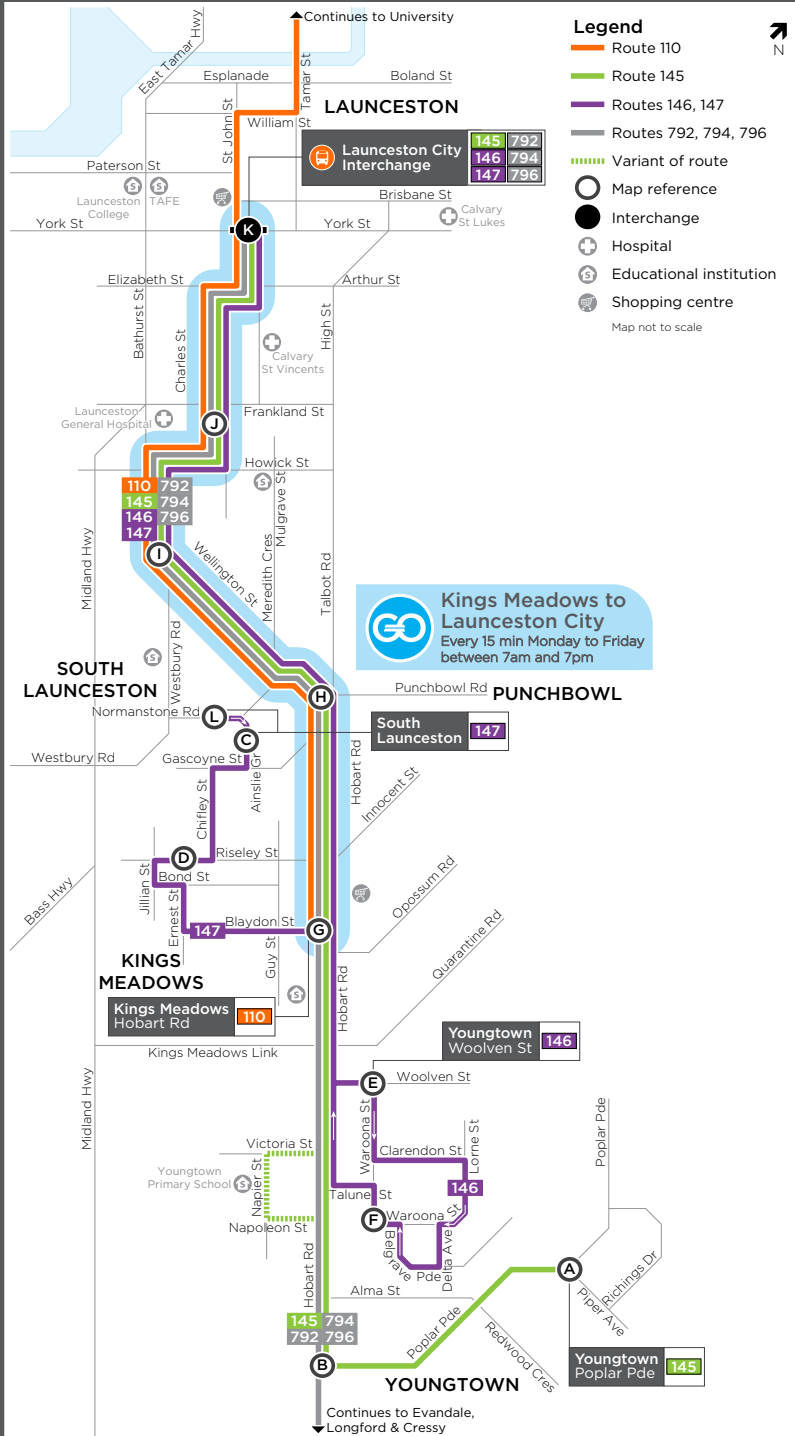 Continues to University
Legend
N
Route 110
Route 145
Routes 146, 147
Routes 792, 794, 796
Variant of route
Map reference
Interchange
Hospital
Educational institution
Shopping centre
Map not to scale
East Tamar Hwy
Esplanade
Boland St
Tamar St
St John St
LAUNCESTON
William St
Launceston City
Interchange
145 792
146 794
147 796
Paterson St
Launceston
College
TAFE
Brisbane St
York St
K
York St
Calvary
St Lukes
Elizabeth St
Arthur St
Bathurst St
Charles St
High St
Calvary
St Vincents
Launceston
General Hospital
Frankland St
J
Howick St
Mulgrave St
110 792
145 794
146 796
147
I
Midland Hwy
Wellington St
Meredith Cres
Talbot Rd
GO
Kings Meadows to
Launceston City
Every 15 min Monday to Friday
between 7am and 7pm
Westbury Rd
SOUTH
LAUNCESTON
H
Punchbowl Rd
PUNCHBOWL
Normanstone Rd
L
C
South
Launceston
147
Westbury Rd
Gascoyne St
Ainslie Gr
Hobart Rd
Innocent St
Chifley St
D
Riseley St
Bond St
Jillian St
Ernest St
Bass Hwy
147
Blaydon St
G
Guy St
Opossum Rd
Quarantine Rd
KINGS
MEADOWS
Kings Meadows
Hobart Rd
110
Hobart Rd
Kings Meadows Link
Youngtown
Woolven St
146
E
Woolven St
Midland Hwy
Waroona St
Clarendon St
Lorne St
Poplar Pde
Victoria St
Youngtown
Primary School
Napier St
Napoleon St
Talune St
146
F
Waroona St
Belgrave
Pde
Delta Ave
Hobart Rd
Alma St
A
Richings Dr
Piper Ave
145 794
792 796
Poplar Pde
Redwood Cres
B
YOUNGTOWN
Youngtown
Poplar Pde
145
Continues to Evandale,
Longford & Cressy